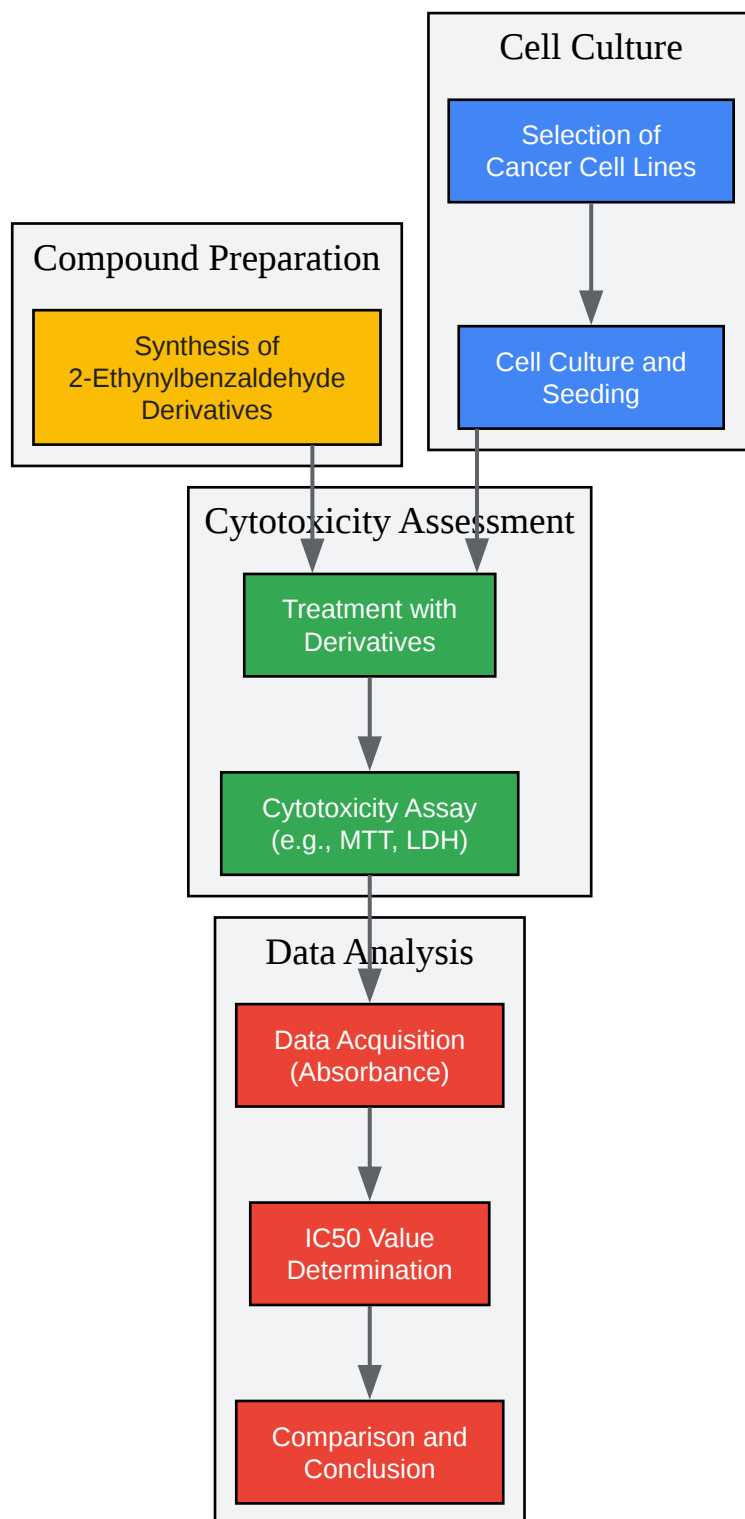 Cell Culture
Selection of
Cancer Cell Lines
Compound Preparation
Synthesis of
2-Ethynylbenzaldehyde
Derivatives
Cell Culture and
Seeding
Cytotoxicity Assessment
Treatment with
Derivatives
Cytotoxicity Assay
(e.g., MTT, LDH)
Data Analysis
Data Acquisition
(Absorbance)
IC50 Value
Determination
Comparison and
Conclusion